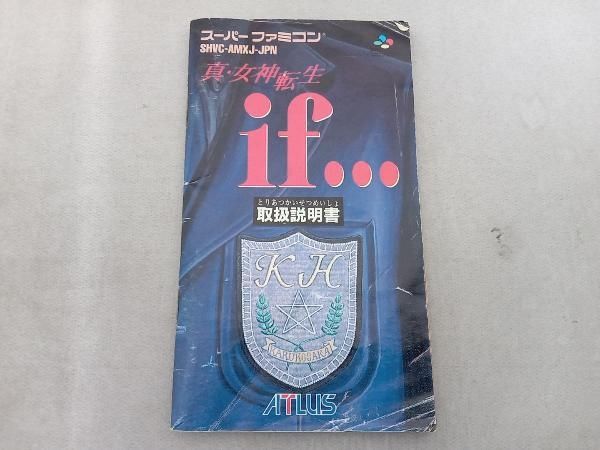 スーパーファミコン®
SHVC-AMXJ-JPN
真・女神転生
if...
とりあつかいせつめいしょ
取扱説明書
KH
KARUKOZAKA
ATLUS